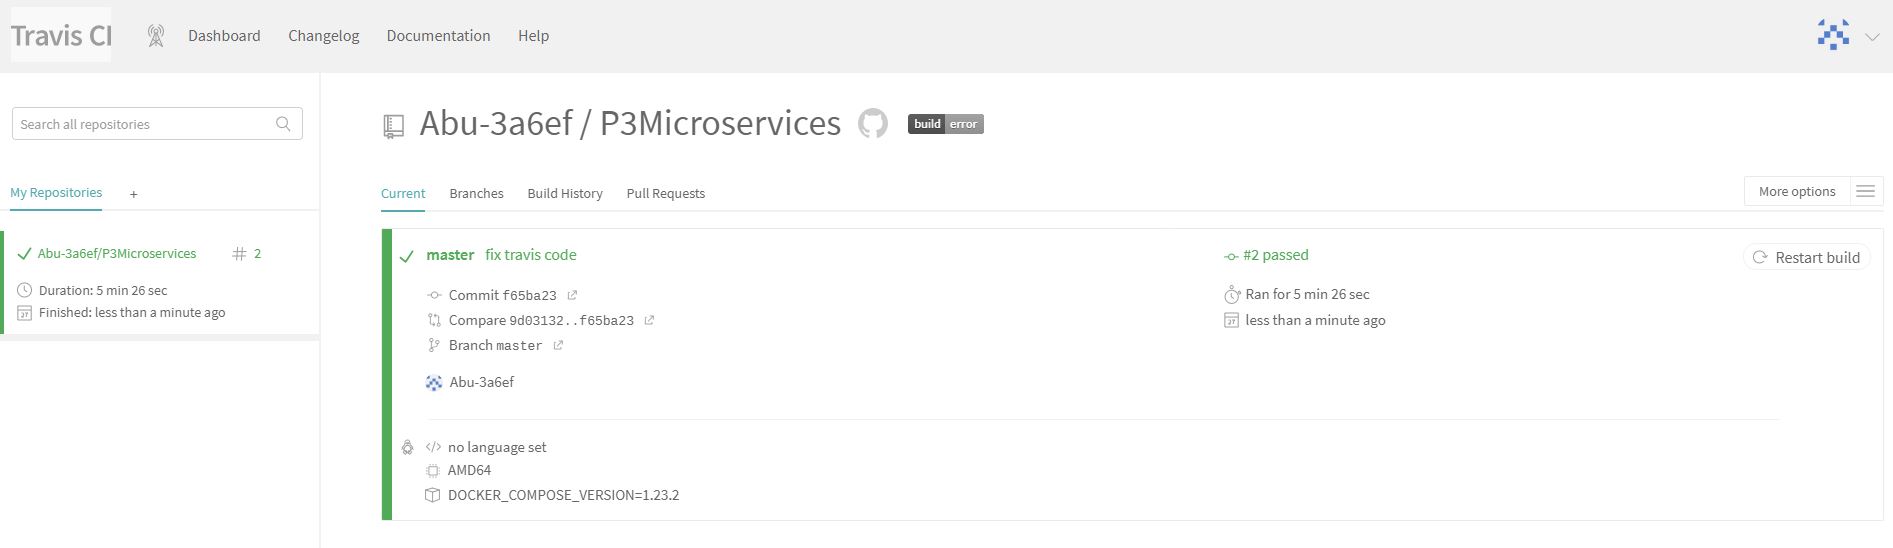 Travis CI
Dashboard Changelog Documentation Help
Search all repositories
My Repositories +
Abu-3a6ef/P3Microservices # 2
Duration: 5 min 26 sec
Finished: less than a minute ago
Abu-3a6ef / P3Microservices build error
Current Branches Build History Pull Requests More options
master fix travis code #2 passed Restart build
Commit f65ba23 Ran for 5 min 26 sec
Compare 9d03132..f65ba23 less than a minute ago
Branch master
Abu-3a6ef
</> no language set
AMD64
DOCKER_COMPOSE_VERSION=1.23.2